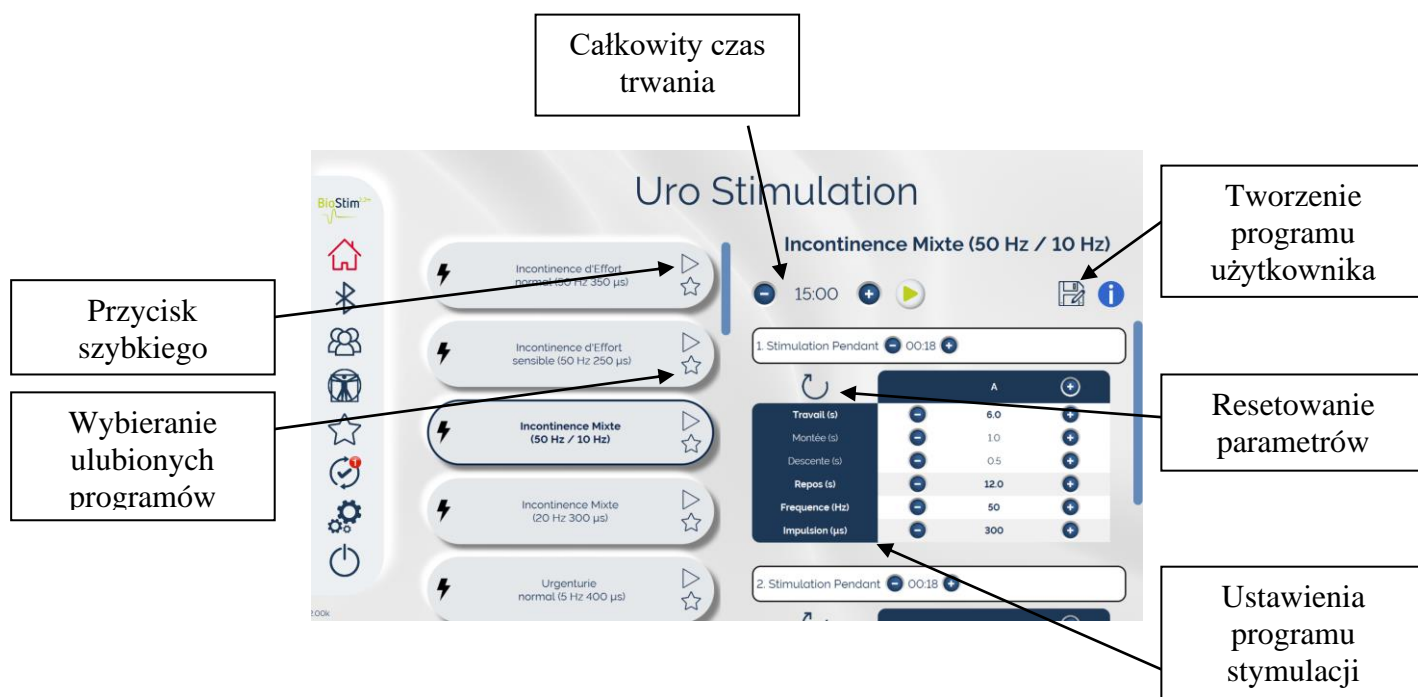 Całkowity czas
trwania
Uro Stimulation
BioStim
Tworzenie
programu
użytkownika
Incontinence Mixte (50 Hz / 10 Hz)
15:00
i
Przycisk
szybkiego
Incontinence d'Effort
normal (50 Hz 350 µs)
Incontinence d'Effort
sensible (50 Hz 250 µs)
Incontinence Mixte
(50 Hz / 10 Hz)
Incontinence Mixte
(20 Hz 300 µs)
Urgenturie
normal (5 Hz 400 µs)
1. Stimulation Pendant 00:18
A
Travail (s) 6.0
Montée (s) 1.0
Descente (s) 0.5
Repos (s) 12.0
Frequence (Hz) 50
Impulsion (µs) 300
2. Stimulation Pendant 00:18
Wybieranie
ulubionych
programów
1
Resetowanie
parametrów
Ustawienia
programu
stymulacji